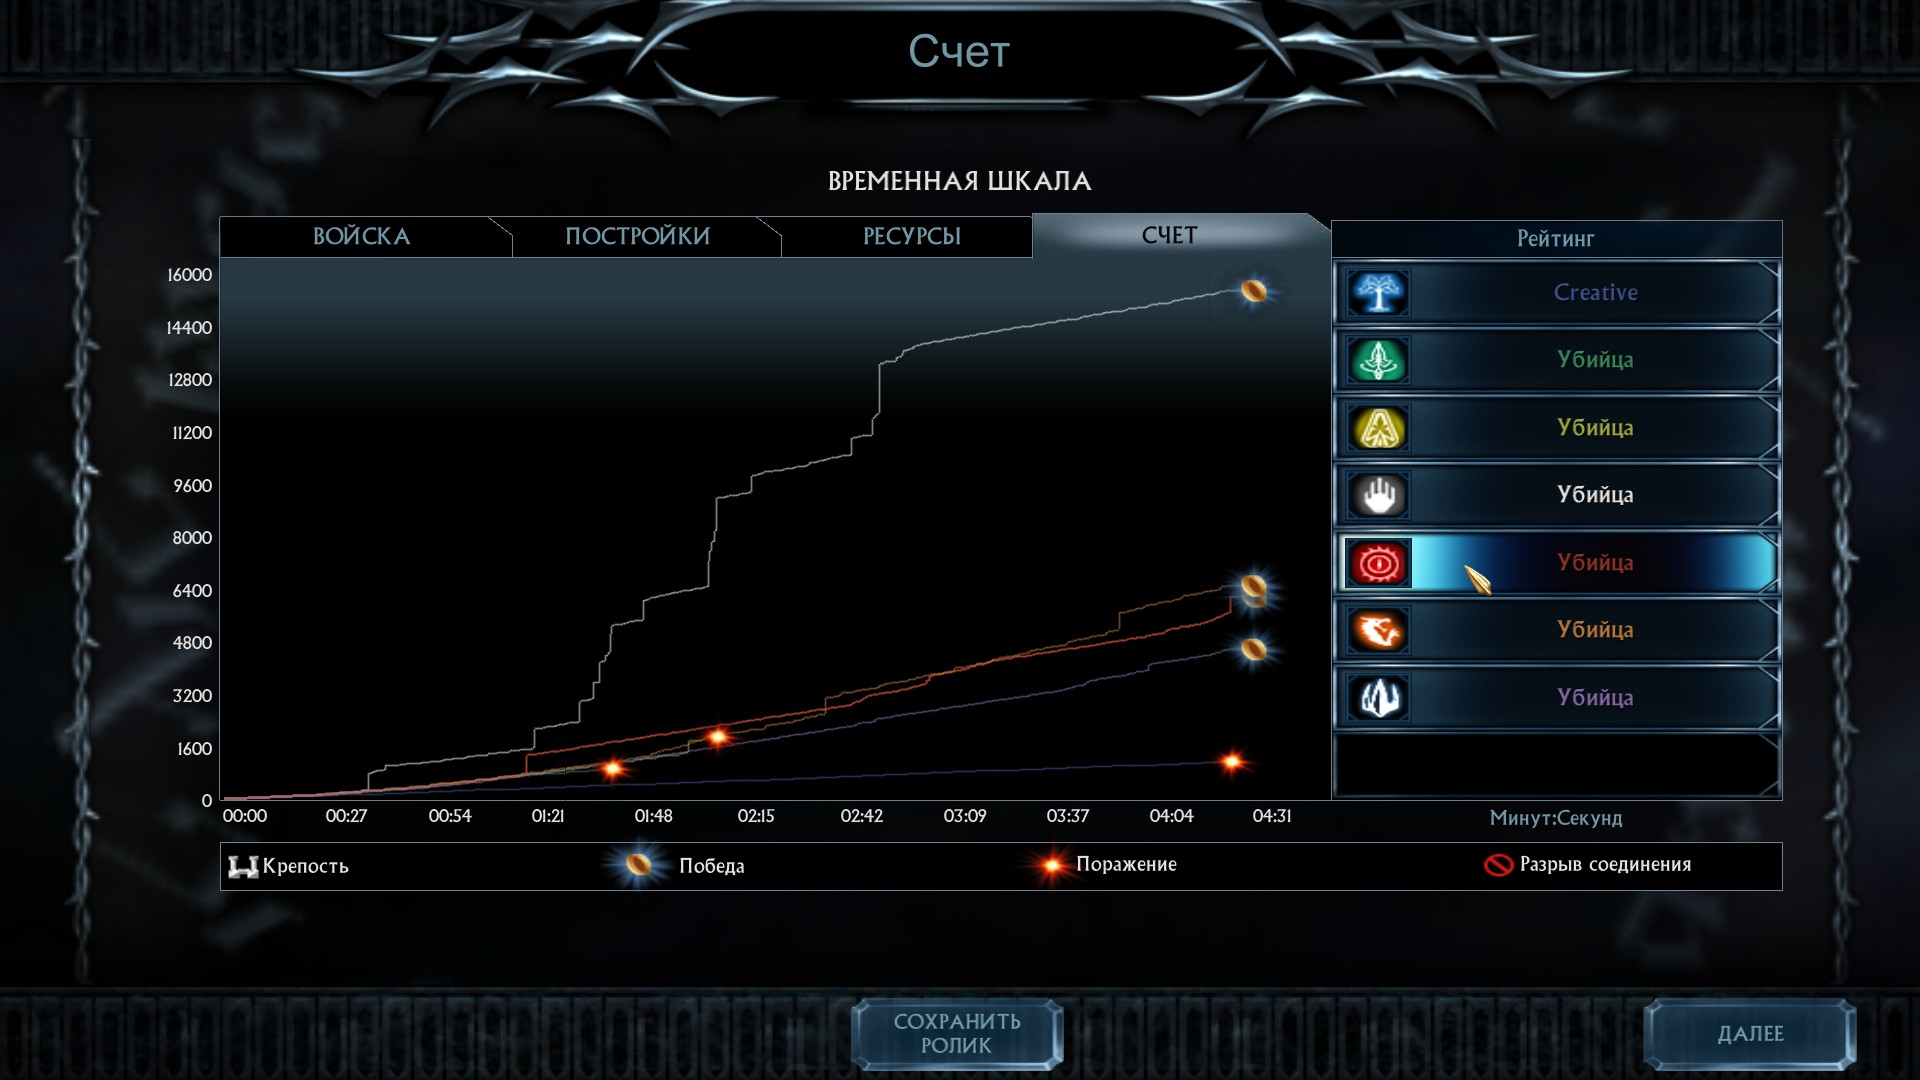 Счет
ВРЕМЕННАЯ ШКАЛА
ВОЙСКА
ПОСТРОЙКИ
РЕСУРСЫ
СЧЕТ
Рейтинг
16000
14400
12800
11200
9600
8000
6400
4800
3200
1600
0
Creative
Убийца
Убийца
Убийца
Убийца
Убийца
Убийца
00:00
00:27
00:54
01:21
01:48
02:15
02:42
03:09
03:37
04:04
04:31
Минут:Секунд
Крепость
Победа
Поражение
Разрыв соединения
СОХРАНИТЬ
РОЛИК
ДАЛЕЕ